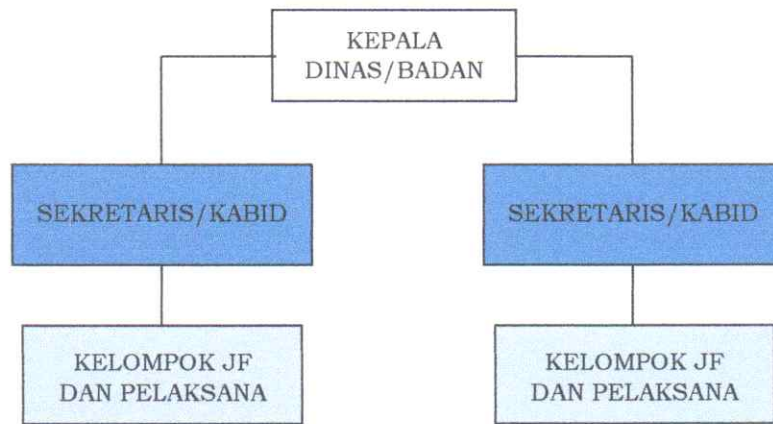 KEPALA
DINAS/BADAN
SEKRETARIS/KABID
SEKRETARIS/KABID
KELOMPOK JF
DAN PELAKSANA
KELOMPOK JF
DAN PELAKSANA